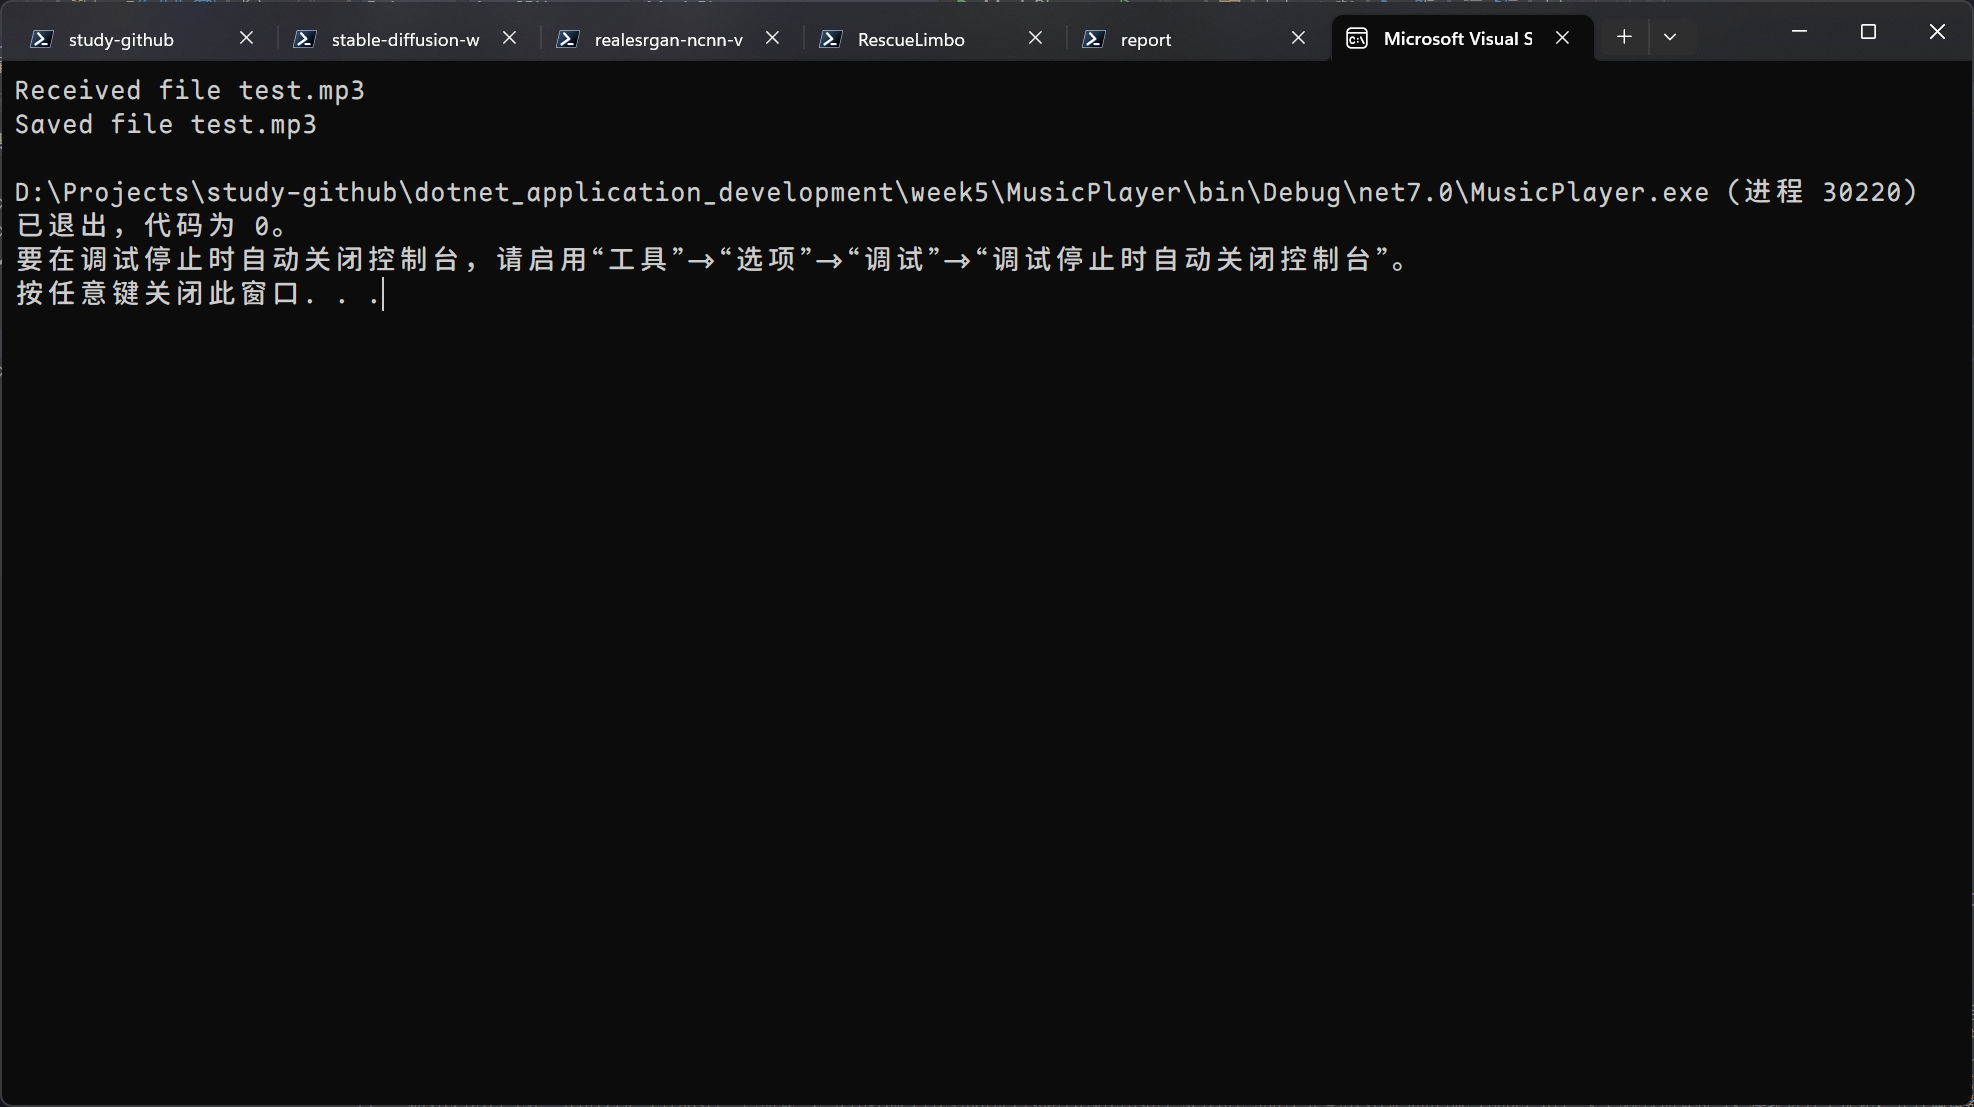 study-github
stable-diffusion-w
realesrgan-ncnn-v
RescueLimbo
report
Microsoft Visual S
Received file test.mp3
Saved file test.mp3
D:\Projects\study-github\dotnet_application_development\week5\MusicPlayer\bin\Debug\net7.0\MusicPlayer.exe (进程 30220)
已退出，代码为 0。
要在调试停止时自动关闭控制台，请启用“工具”->“选项”->“调试”->“调试停止时自动关闭控制台”。
按任意键关闭此窗口. . .